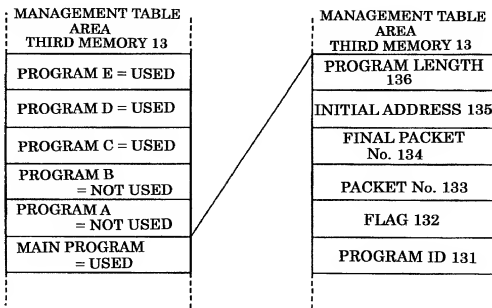 MANAGEMENT TABLE
AREA
THIRD MEMORY 13
PROGRAM E = USED
PROGRAM D = USED
PROGRAM C = USED
PROGRAM B
= NOT USED
PROGRAM A
= NOT USED
MAIN PROGRAM
= USED
MANAGEMENT TABLE
AREA
THIRD MEMORY 13
PROGRAM LENGTH
136
INITIAL ADDRESS 135
FINAL PACKET
No. 134
PACKET No. 133
FLAG 132
PROGRAM ID 131